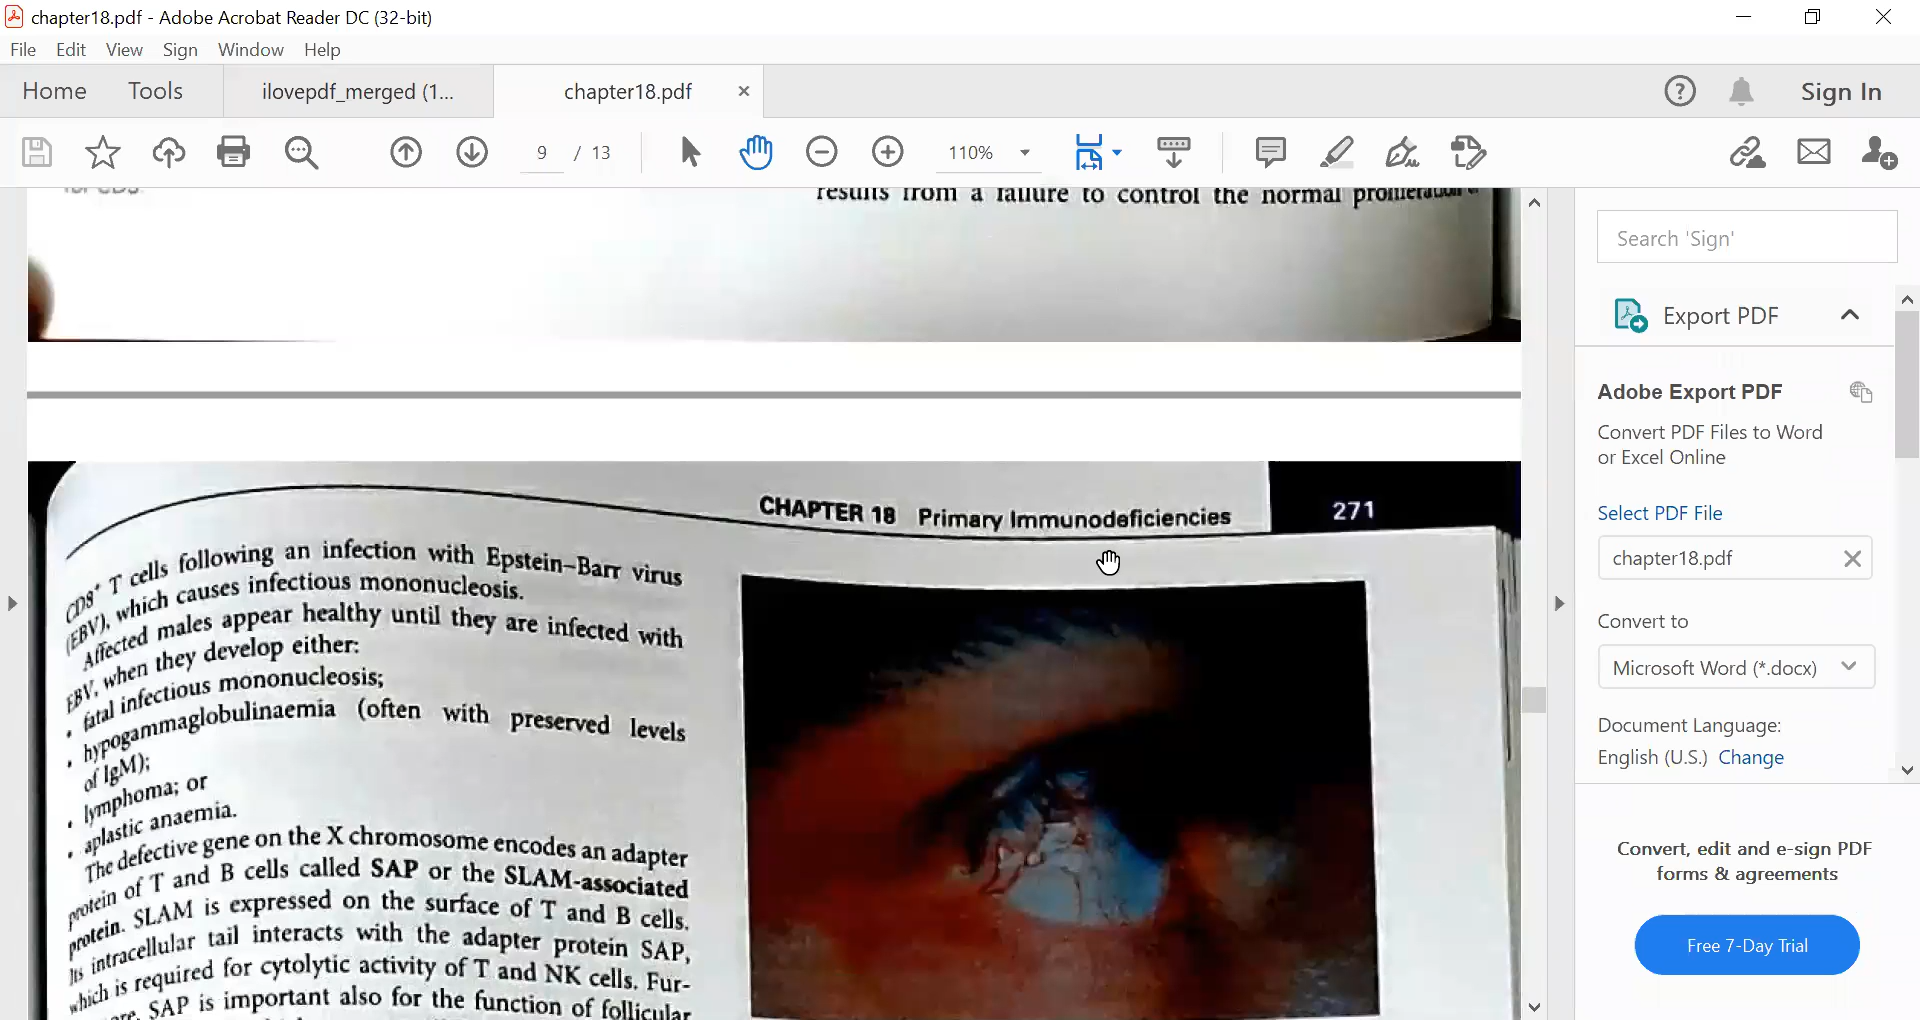 chapter18.pdf - Adobe Acrobat Reader DC (32-bit)
File Edit View Sign Window Help
Home Tools ilovepdf_merged (1... chapter18.pdf × Sign In
9 / 13 110%
results from a failure to control the normal proliferation
Search 'Sign'
Export PDF
Adobe Export PDF
Convert PDF Files to Word
or Excel Online
Select PDF File
chapter18.pdf
Convert to
Microsoft Word (*.docx)
Document Language:
English (U.S.) Change
Convert, edit and e-sign PDF
forms & agreements
Free 7-Day Trial
CHAPTER 18 Primary Immunodeficiencies 271
CD8+ T cells following an infection with Epstein–Barr virus
(EBV), which causes infectious mononucleosis.
Affected males appear healthy until they are infected with
EBV, when they develop either:
• fatal infectious mononucleosis;
• hypogammaglobulinaemia (often with preserved levels
of IgM);
• lymphoma; or
• aplastic anaemia.
The defective gene on the X chromosome encodes an adapter
protein of T and B cells called SAP or the SLAM-associated
protein. SLAM is expressed on the surface of T and B cells.
Its intracellular tail interacts with the adapter protein SAP,
which is required for cytolytic activity of T and NK cells. Fur-
SAP is important also for the function of follicular